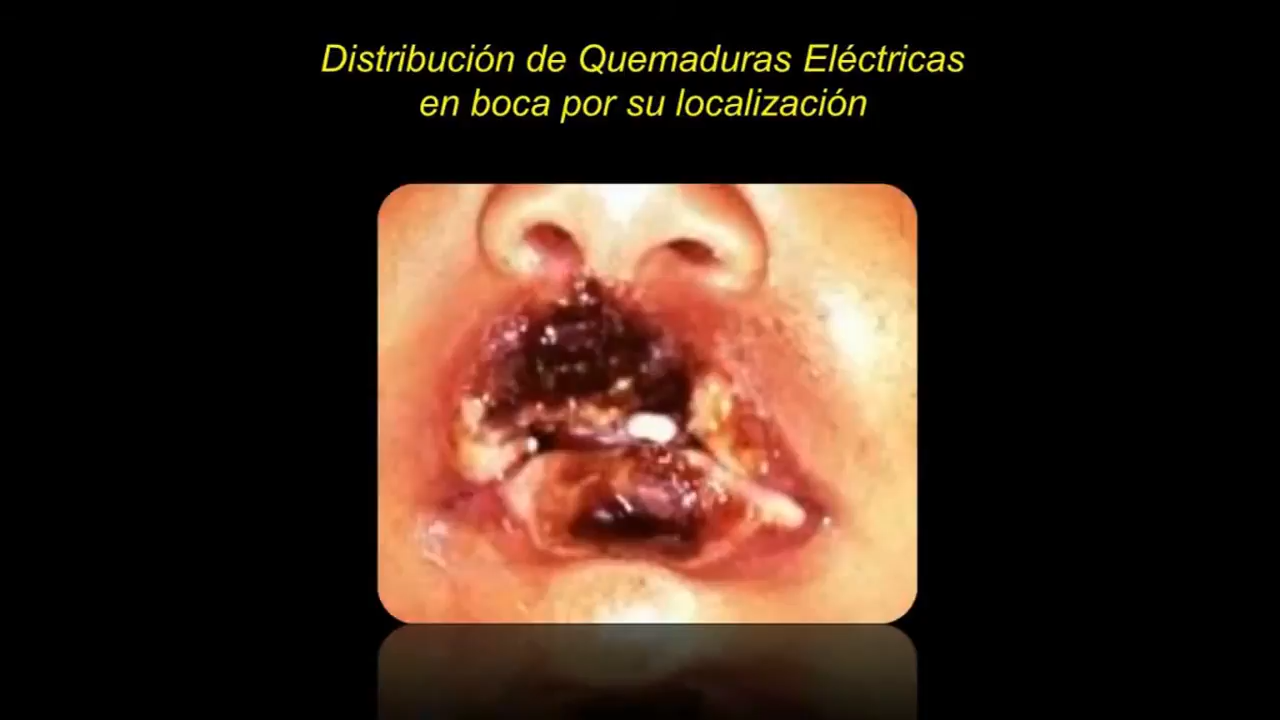 Distribución de Quemaduras Eléctricas
en boca por su localización